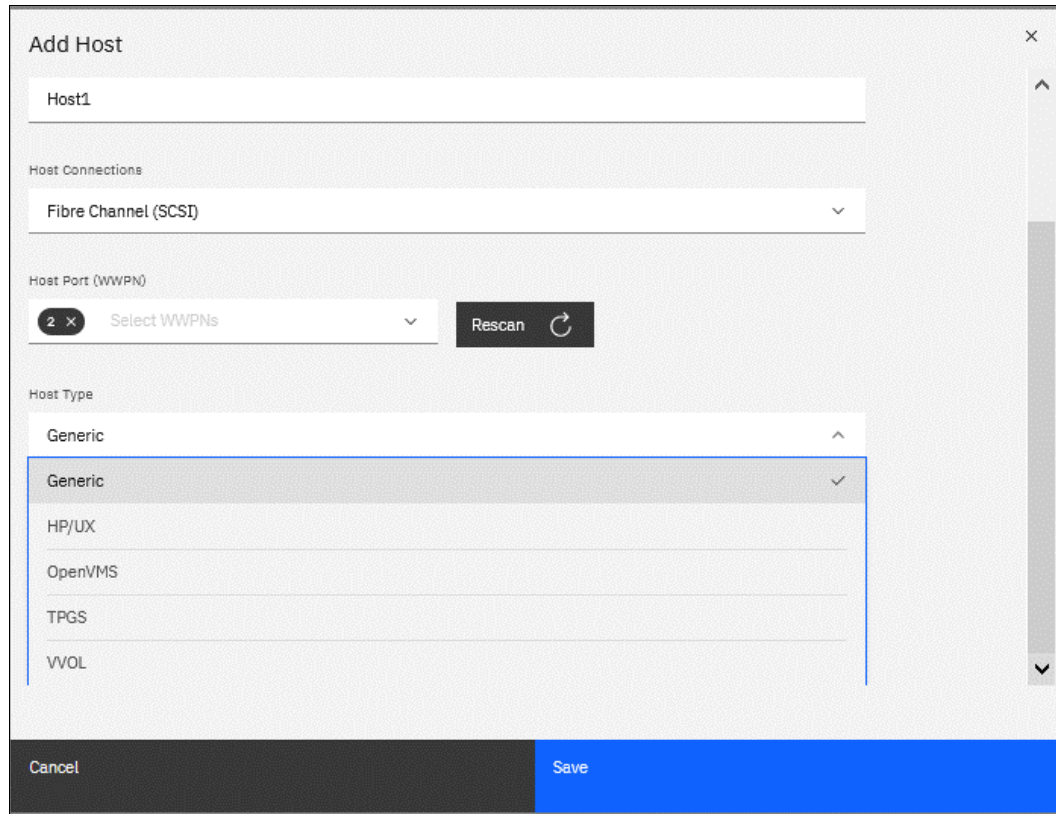 Add Host
Host1
Host Connections
Fibre Channel (SCSI)
Host Port (WWPN)
2 Select WWPNs
Rescan
Host Type
Generic
Generic
HP/UX
OpenVMS
TPGS
VVOL
Cancel
Save